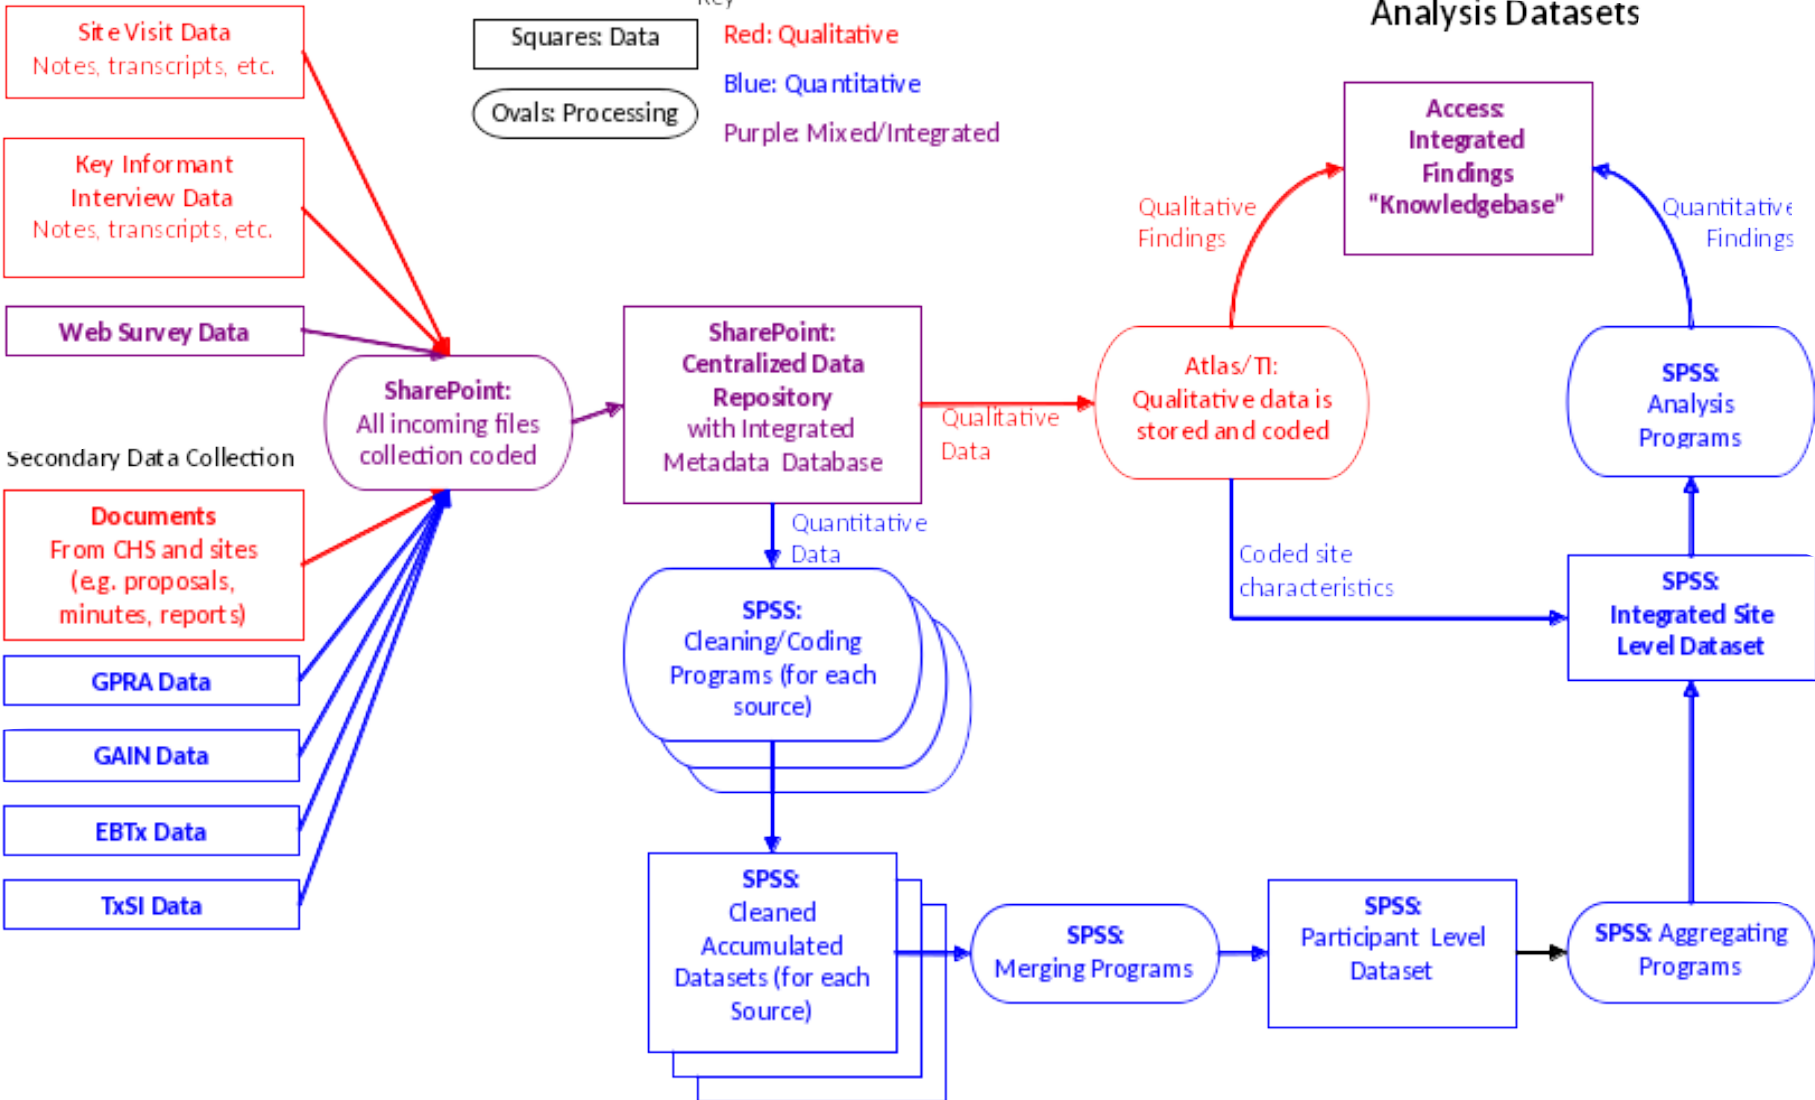 Key
Squares: Data
Ovals: Processing
Red: Qualitative
Blue: Quantitative
Purple: Mixed/Integrated
Analysis Datasets
Site Visit Data
Notes, transcripts, etc.
Key Informant
Interview Data
Notes, transcripts, etc.
Web Survey Data
Secondary Data Collection
Documents
From CHS and sites
(e.g. proposals,
minutes, reports)
GPRA Data
GAIN Data
EBTx Data
TxSI Data
SharePoint:
All incoming files
collection coded
SharePoint:
Centralized Data
Repository
with Integrated
Metadata Database
Qualitative
Data
Quantitative
Data
SPSS:
Cleaning/Coding
Programs (for each
source)
SPSS:
Cleaned
Accumulated
Datasets (for each
Source)
SPSS:
Merging Programs
SPSS:
Participant Level
Dataset
SPSS: Aggregating
Programs
SPSS:
Integrated Site
Level Dataset
SPSS:
Analysis
Programs
Atlas/TI:
Qualitative data is
stored and coded
Coded site
characteristics
Qualitative
Findings
Quantitative
Findings
Access:
Integrated
Findings
"Knowledgebase"